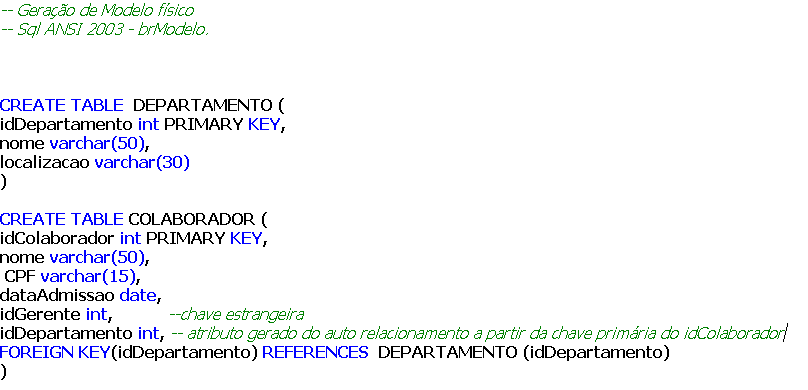 -- Geração de Modelo físico
-- Sql ANSI 2003 - brModelo.
CREATE TABLE  DEPARTAMENTO (
idDepartamento int PRIMARY KEY,
nome varchar(50),
localizacao varchar(30)
)
CREATE TABLE COLABORADOR (
idColaborador int PRIMARY KEY,
nome varchar(50),
CPF varchar(15),
dataAdmissao date,
idGerente int, --chave estrangeira
idDepartamento int, -- atributo gerado do auto relacionamento a partir da chave primária do idColaborador
FOREIGN KEY(idDepartamento) REFERENCES  DEPARTAMENTO (idDepartamento)
)